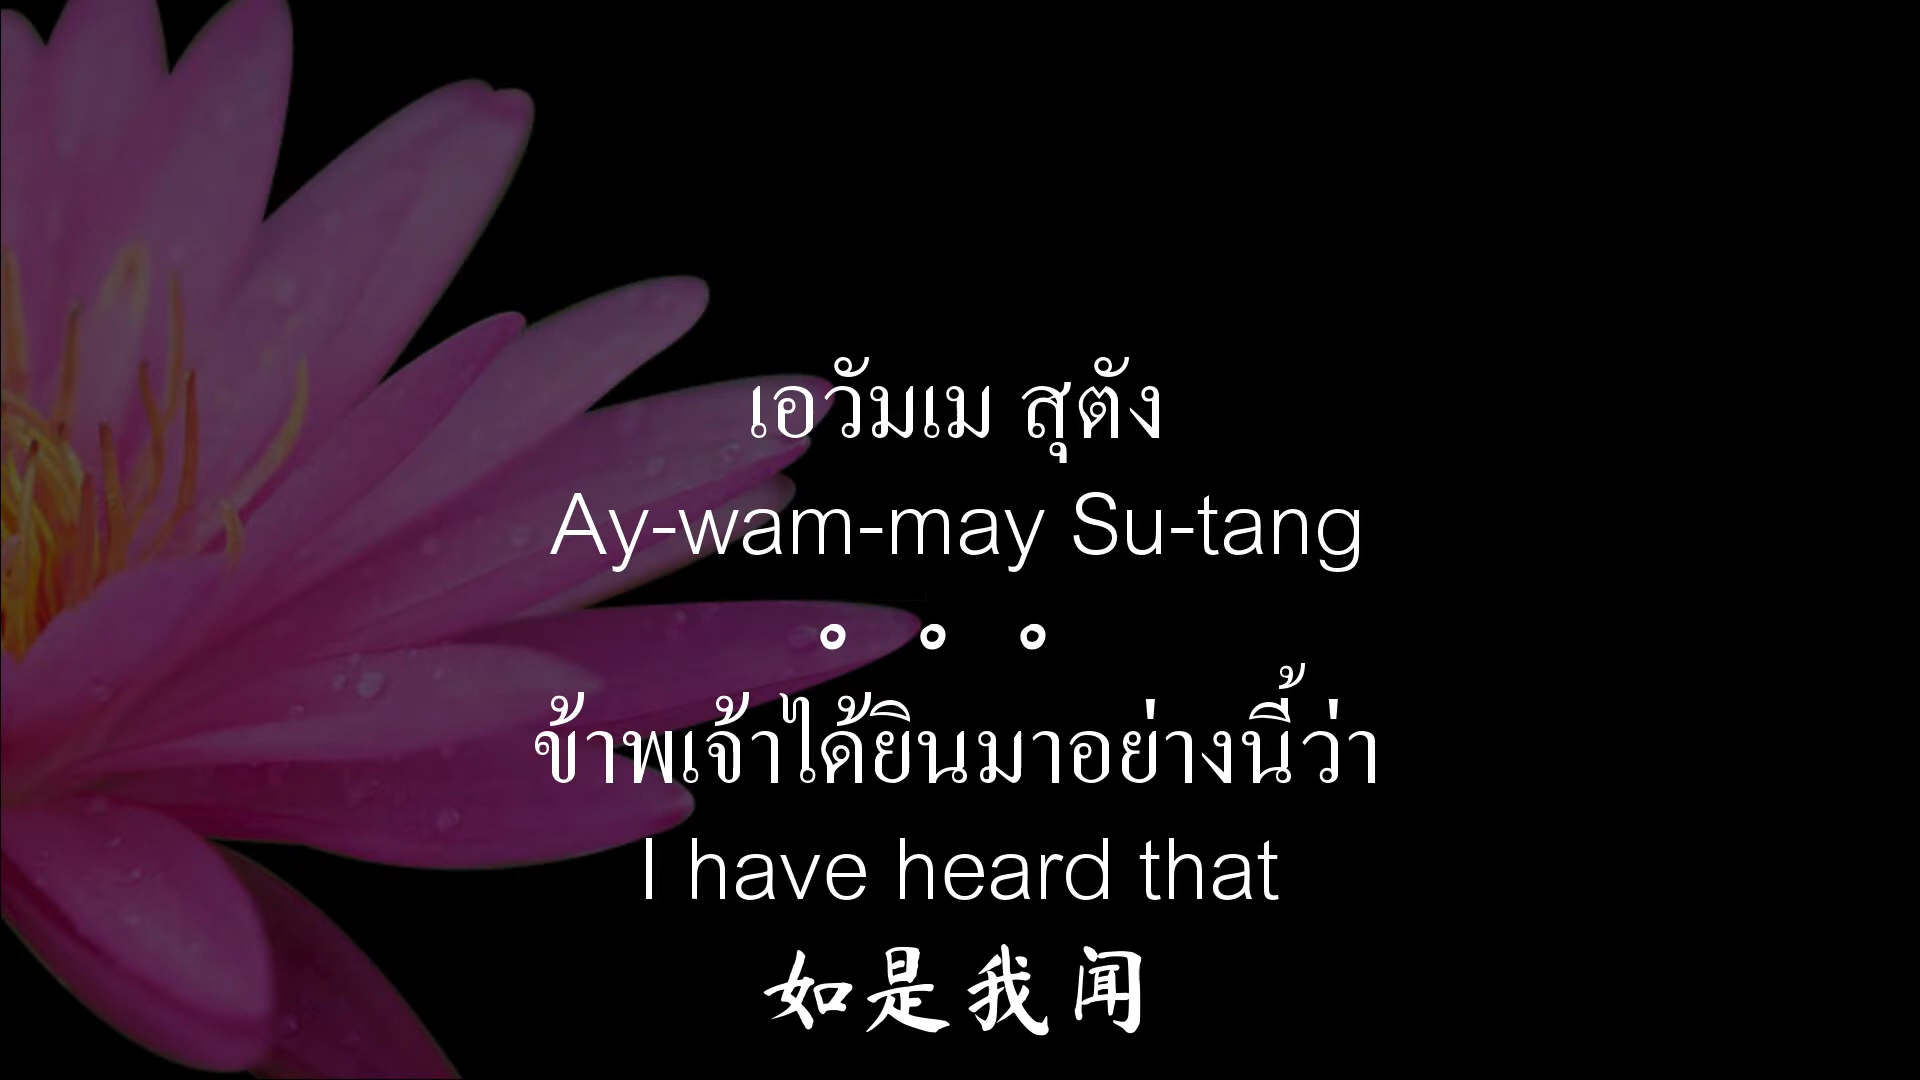 เอวัมเม สุตัง
Ay-wam-may Su-tang
。。。
ข้าพเจ้าได้ยินมาอย่างนี้ว่า
I have heard that
如是我闻